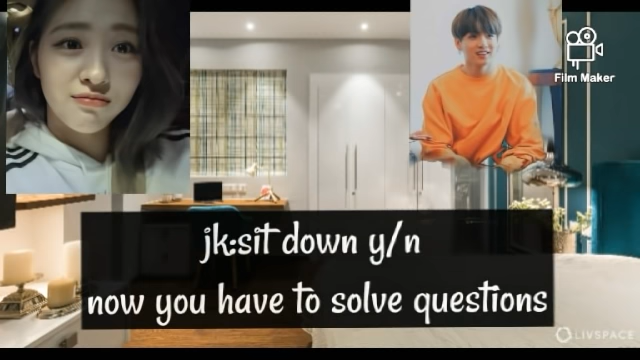 Film Maker
jk:sit down y/n
now you have to solve questions
LIVSPACE